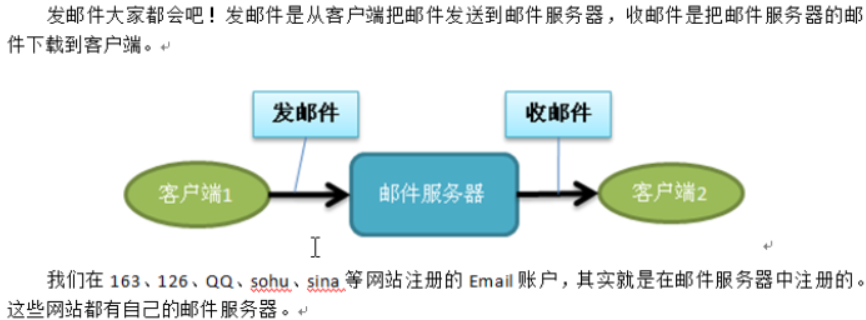 发邮件大家都会吧！发邮件是从客户端把邮件发送到邮件服务器，收邮件是把邮件服务器的邮
件下载到客户端。
发邮件
收邮件
客户端1
邮件服务器
客户端2
我们在 163、126、QQ、sohu、sina 等网站注册的 Email 账户，其实就是在邮件服务器中注册的。
这些网站都有自己的邮件服务器。